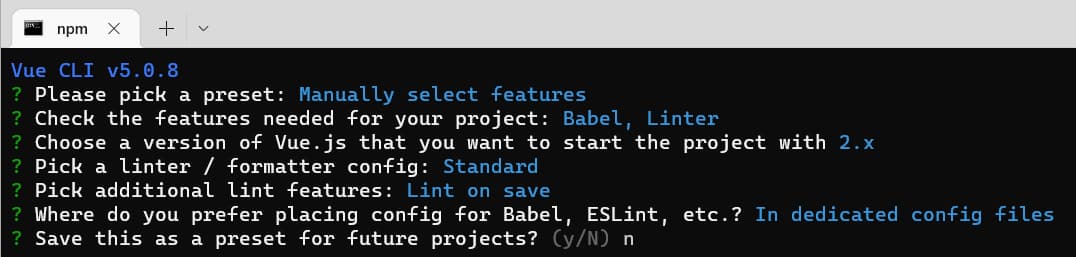 npm
Vue CLI v5.0.8
? Please pick a preset: Manually select features
? Check the features needed for your project: Babel, Linter
? Choose a version of Vue.js that you want to start the project with 2.x
? Pick a linter / formatter config: Standard
? Pick additional lint features: Lint on save
? Where do you prefer placing config for Babel, ESLint, etc.? In dedicated config files
? Save this as a preset for future projects? (y/N) n